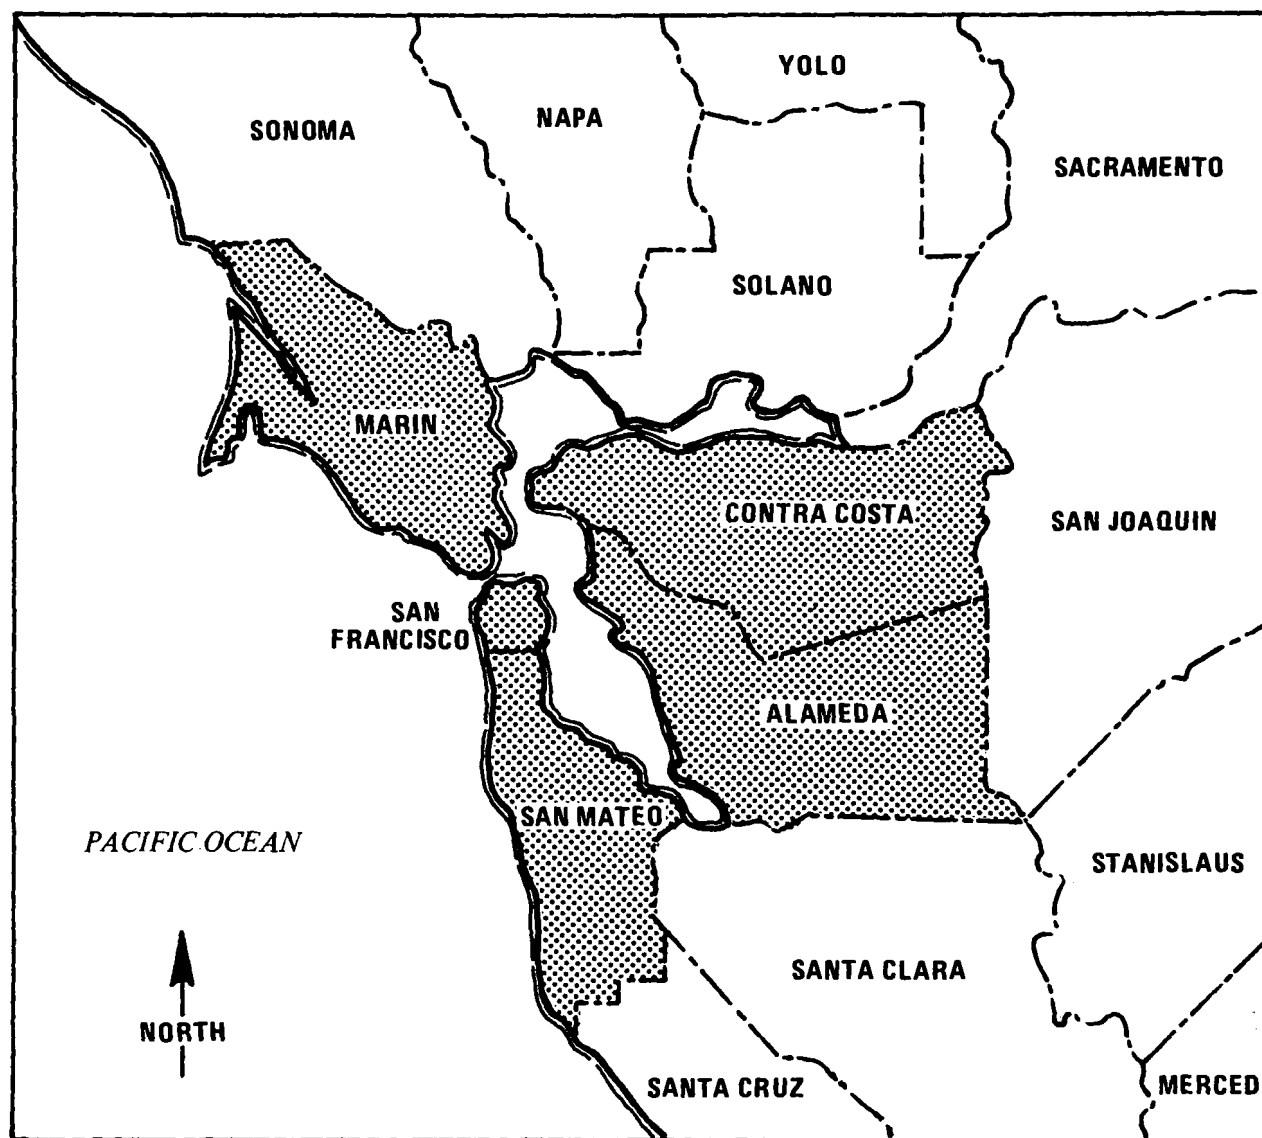 YOLO
NAPA
SONOMA
SACRAMENTO
SOLANO
MARIN
CONTRA COSTA
SAN JOAQUIN
SAN
FRANCISCO
ALAMEDA
SAN MATEO
PACIFIC OCEAN
STANISLAUS
SANTA CLARA
NORTH
SANTA CRUZ
MERCED